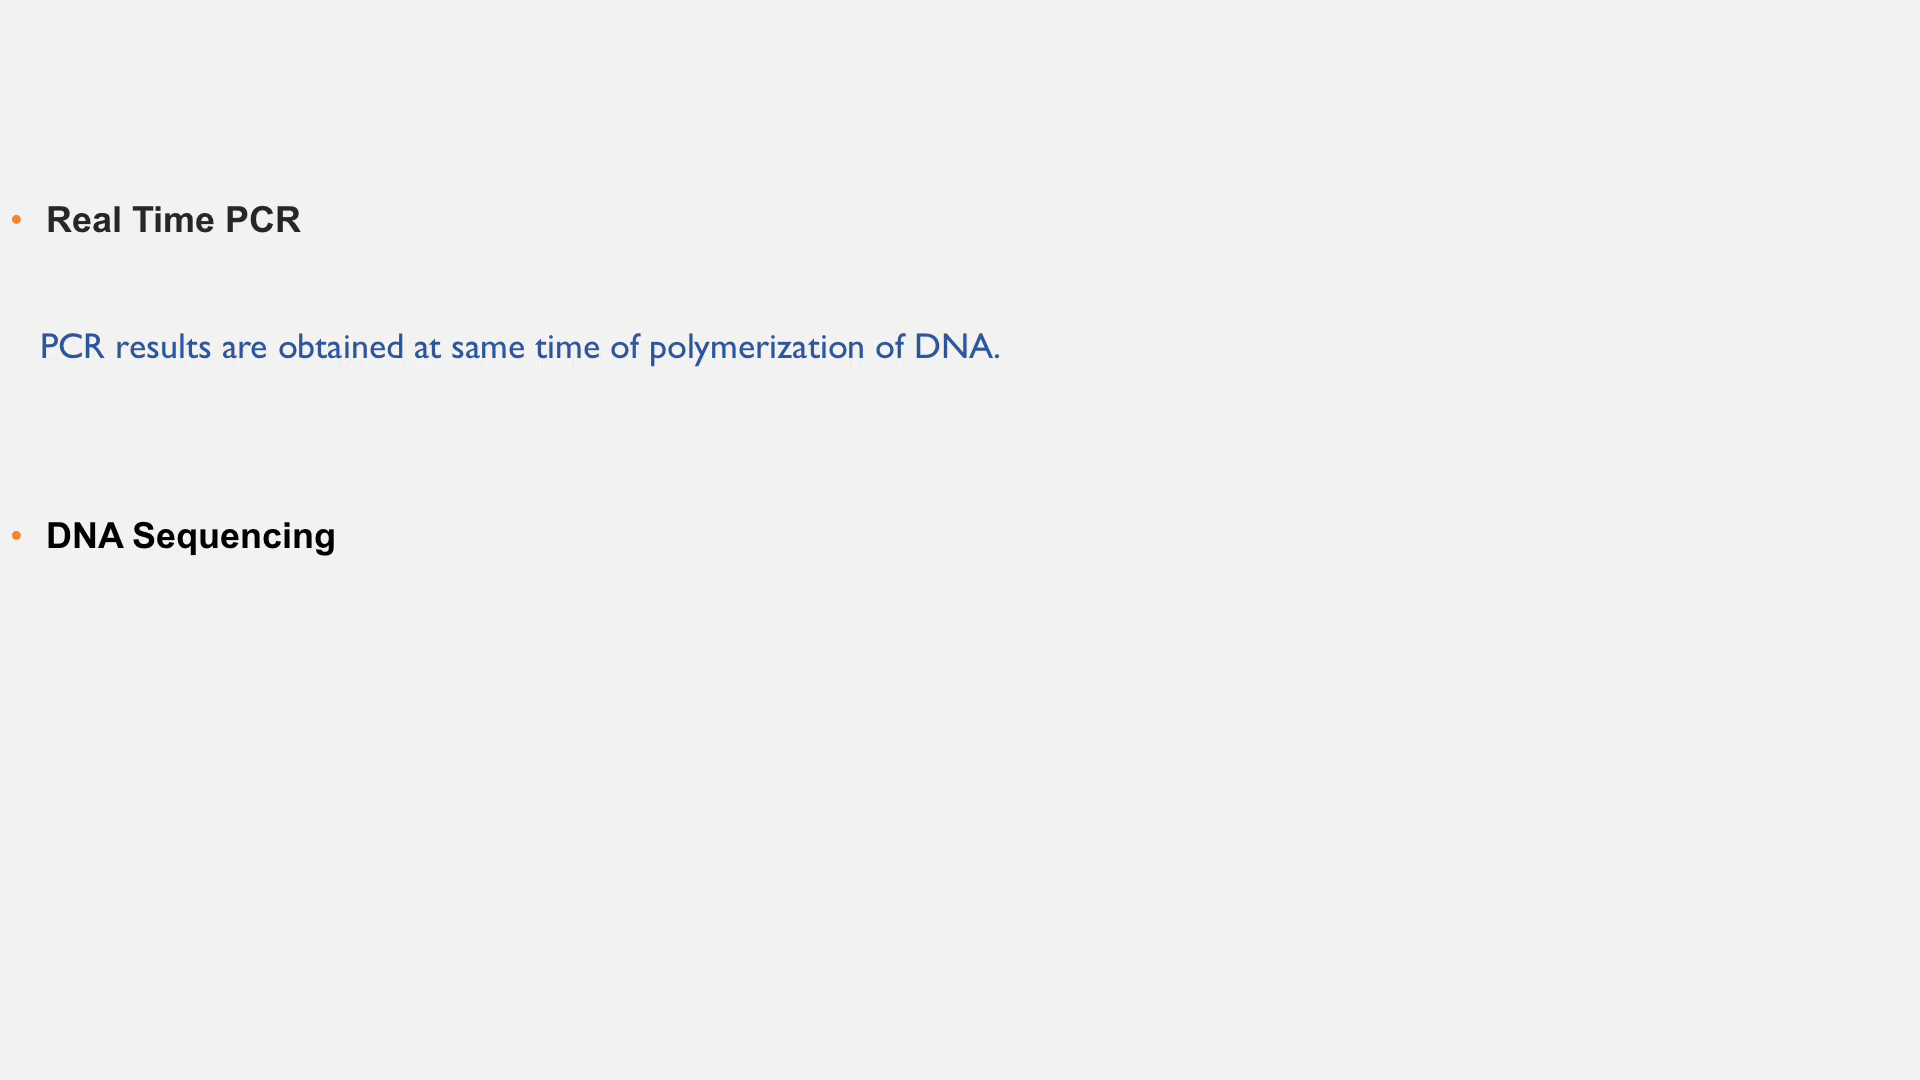 • Real Time PCR
PCR results are obtained at same time of polymerization of DNA.
• DNA Sequencing